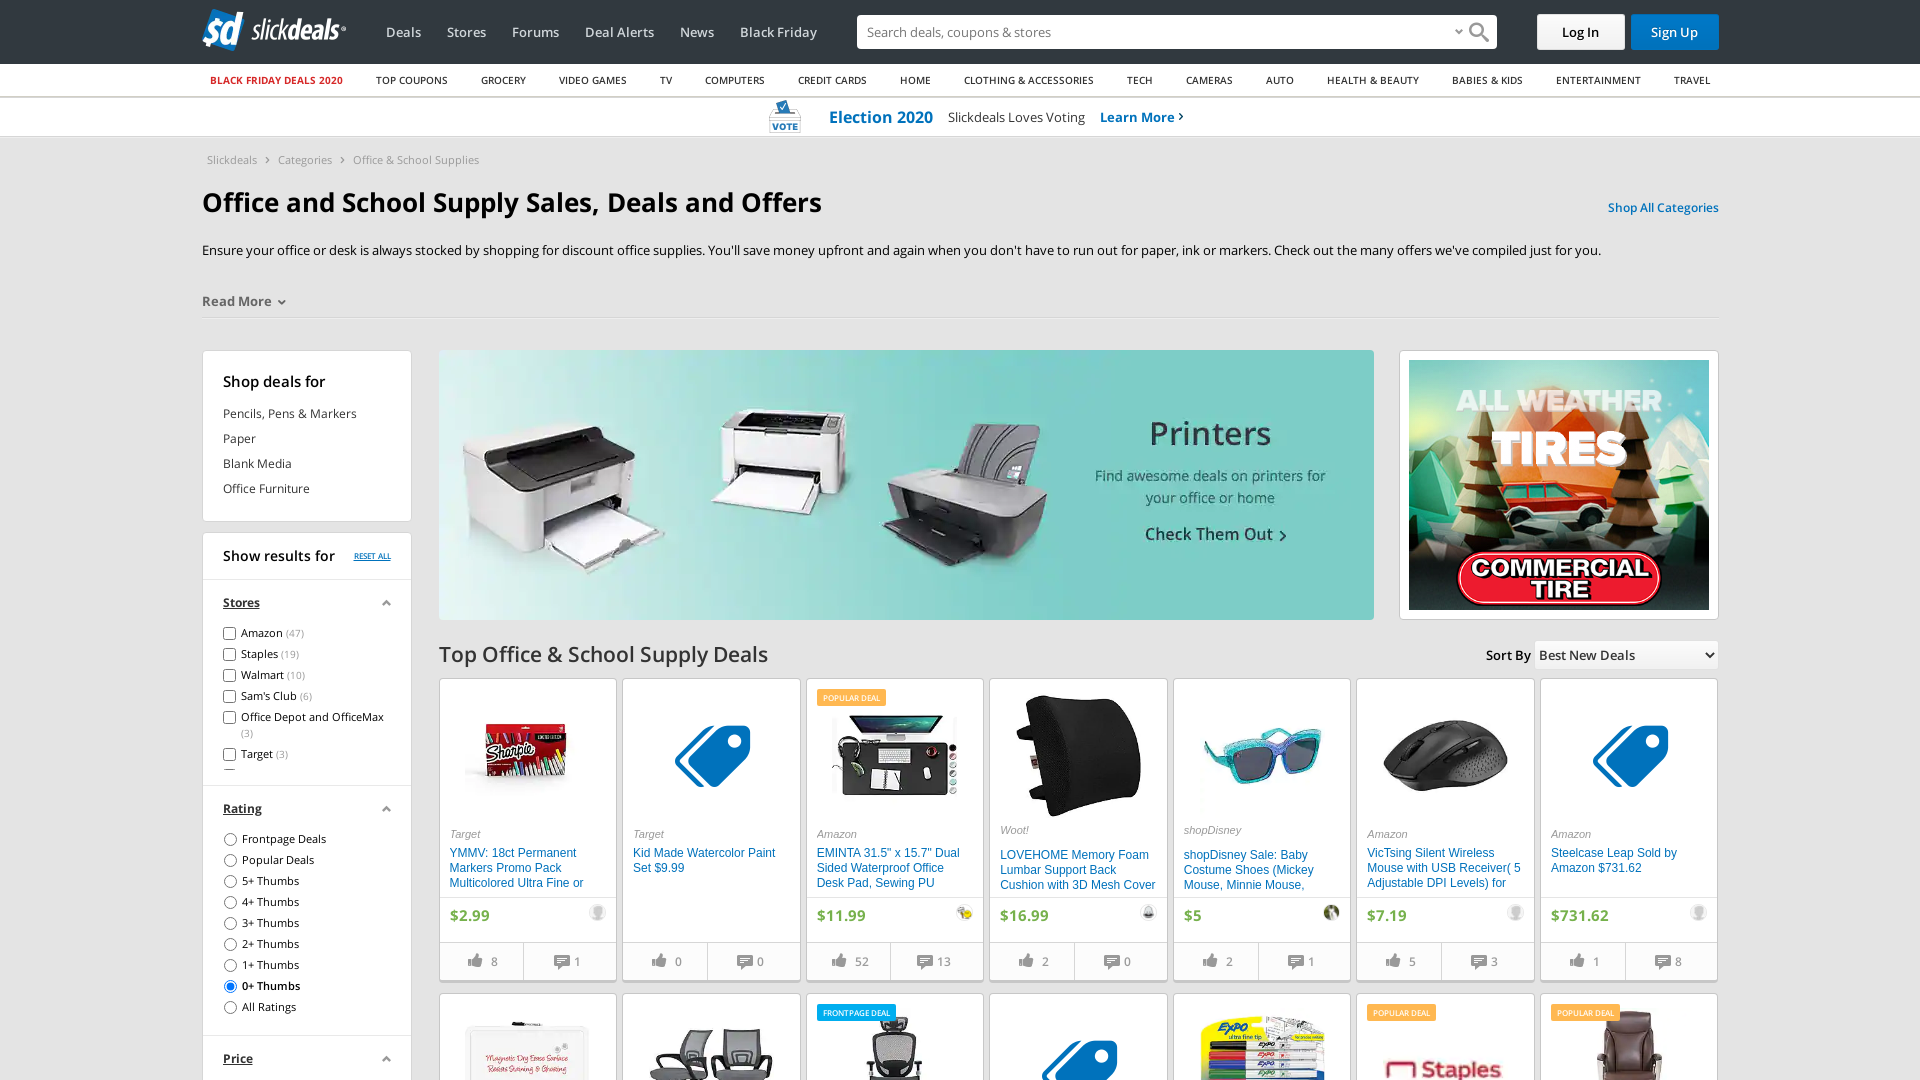 sd slickdeals
Deals
Stores
Forums
Deal Alerts
News
Black Friday
Search deals, coupons & stores
Log In
Sign Up
BLACK FRIDAY DEALS 2020
TOP COUPONS
GROCERY
VIDEO GAMES
TV
COMPUTERS
CREDIT CARDS
HOME
CLOTHING & ACCESSORIES
TECH
CAMERAS
AUTO
HEALTH & BEAUTY
BABIES & KIDS
ENTERTAINMENT
TRAVEL
VOTE
Election 2020
Slickdeals Loves Voting
Learn More
Slickdeals
Categories
Office & School Supplies
Office and School Supply Sales, Deals and Offers
Shop All Categories
Ensure your office or desk is always stocked by shopping for discount office supplies. You'll save money upfront and again when you don't have to run out for paper, ink or markers. Check out the many offers we've compiled just for you.
Read More
Shop deals for
Pencils, Pens & Markers
Paper
Blank Media
Office Furniture
Show results for
RESET ALL
Stores
Amazon (47)
Staples (19)
Walmart (10)
Sam's Club (6)
Office Depot and OfficeMax
(3)
Target (3)
Rating
Frontpage Deals
Popular Deals
5+ Thumbs
4+ Thumbs
3+ Thumbs
2+ Thumbs
1+ Thumbs
0+ Thumbs
All Ratings
Price
Printers
Find awesome deals on printers for
your office or home
Check Them Out
ALL WEATHER
TIRES
COMMERCIAL
TIRE
Top Office & School Supply Deals
Sort By
Best New Deals
Sharpie
Target
YMMV: 18ct Permanent
Markers Promo Pack
Multicolored Ultra Fine or
$2.99
8
1
Target
Kid Made Watercolor Paint
Set $9.99
0
0
POPULAR DEAL
Amazon
EMINTA 31.5" x 15.7" Dual
Sided Waterproof Office
Desk Pad, Sewing PU
$11.99
52
13
Woot!
LOVEHOME Memory Foam
Lumbar Support Back
Cushion with 3D Mesh Cover
$16.99
2
0
shopDisney
shopDisney Sale: Baby
Costume Shoes (Mickey
Mouse, Minnie Mouse,
$5
2
1
Amazon
VicTsing Silent Wireless
Mouse with USB Receiver( 5
Adjustable DPI Levels) for
$7.19
5
3
Amazon
Steelcase Leap Sold by
Amazon $731.62
$731.62
1
8
Magnetic Dry Erase Surface
Resists Staining & Ghosting
FRONTPAGE DEAL
EXPO
ultra fine tip
EXPO
EXPO
EXPO
POPULAR DEAL
Staples
POPULAR DEAL